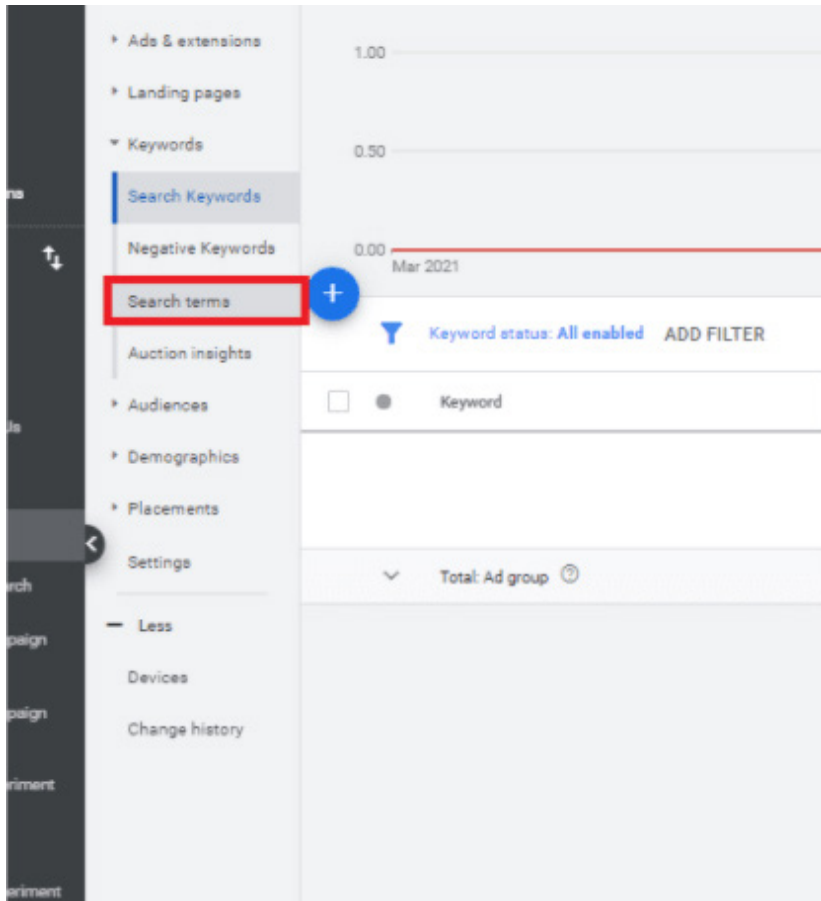 Ads & extensions
Landing pages
Keywords
Search Keywords
Negative Keywords
Search terms
Auction insights
Audiences
Demographics
Placements
Settings
Less
Devices
Change history
1.00
0.50
0.00
Mar 2021
Keyword status: All enabled ADD FILTER
Keyword
Total: Ad group